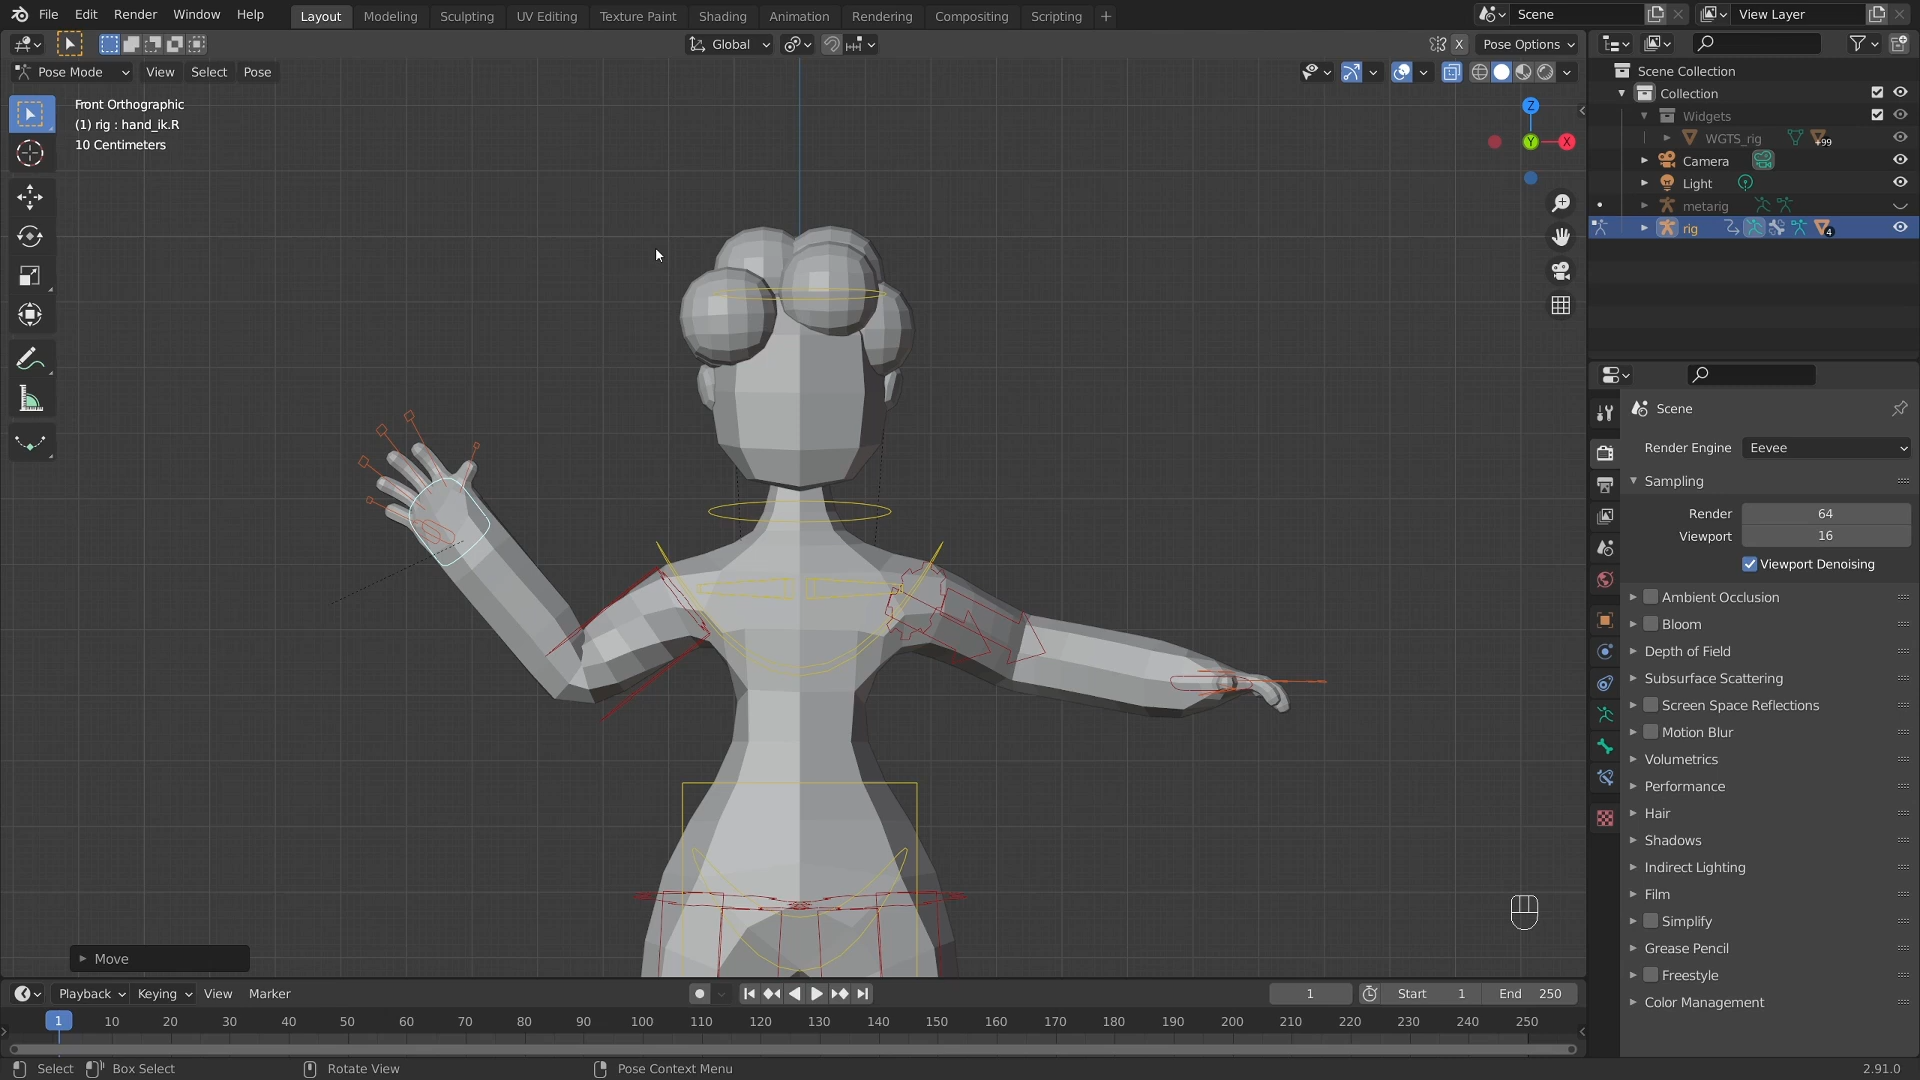 File Edit Render Window Help Layout Modeling Sculpting UV Editing Texture Paint Shading Animation Rendering Compositing Scripting + Scene View Layer
Global X Pose Options
Pose Mode View Select Pose
Front Orthographic
(1) rig : hand_ik.R
10 Centimeters
Z
Y X
Scene Collection
Collection
Widgets
WGTS_rig +99
Camera
Light
metarig
rig 4
Scene
Render Engine Eevee
Sampling
Render 64
Viewport 16
Viewport Denoising
Ambient Occlusion
Bloom
Depth of Field
Subsurface Scattering
Screen Space Reflections
Motion Blur
Volumetrics
Performance
Hair
Shadows
Indirect Lighting
Film
Simplify
Grease Pencil
Freestyle
Color Management
Move
Playback Keying View Marker 1 Start 1 End 250
1 10 20 30 40 50 60 70 80 90 100 110 120 130 140 150 160 170 180 190 200 210 220 230 240 250
Select Box Select Rotate View Pose Context Menu 2.91.0